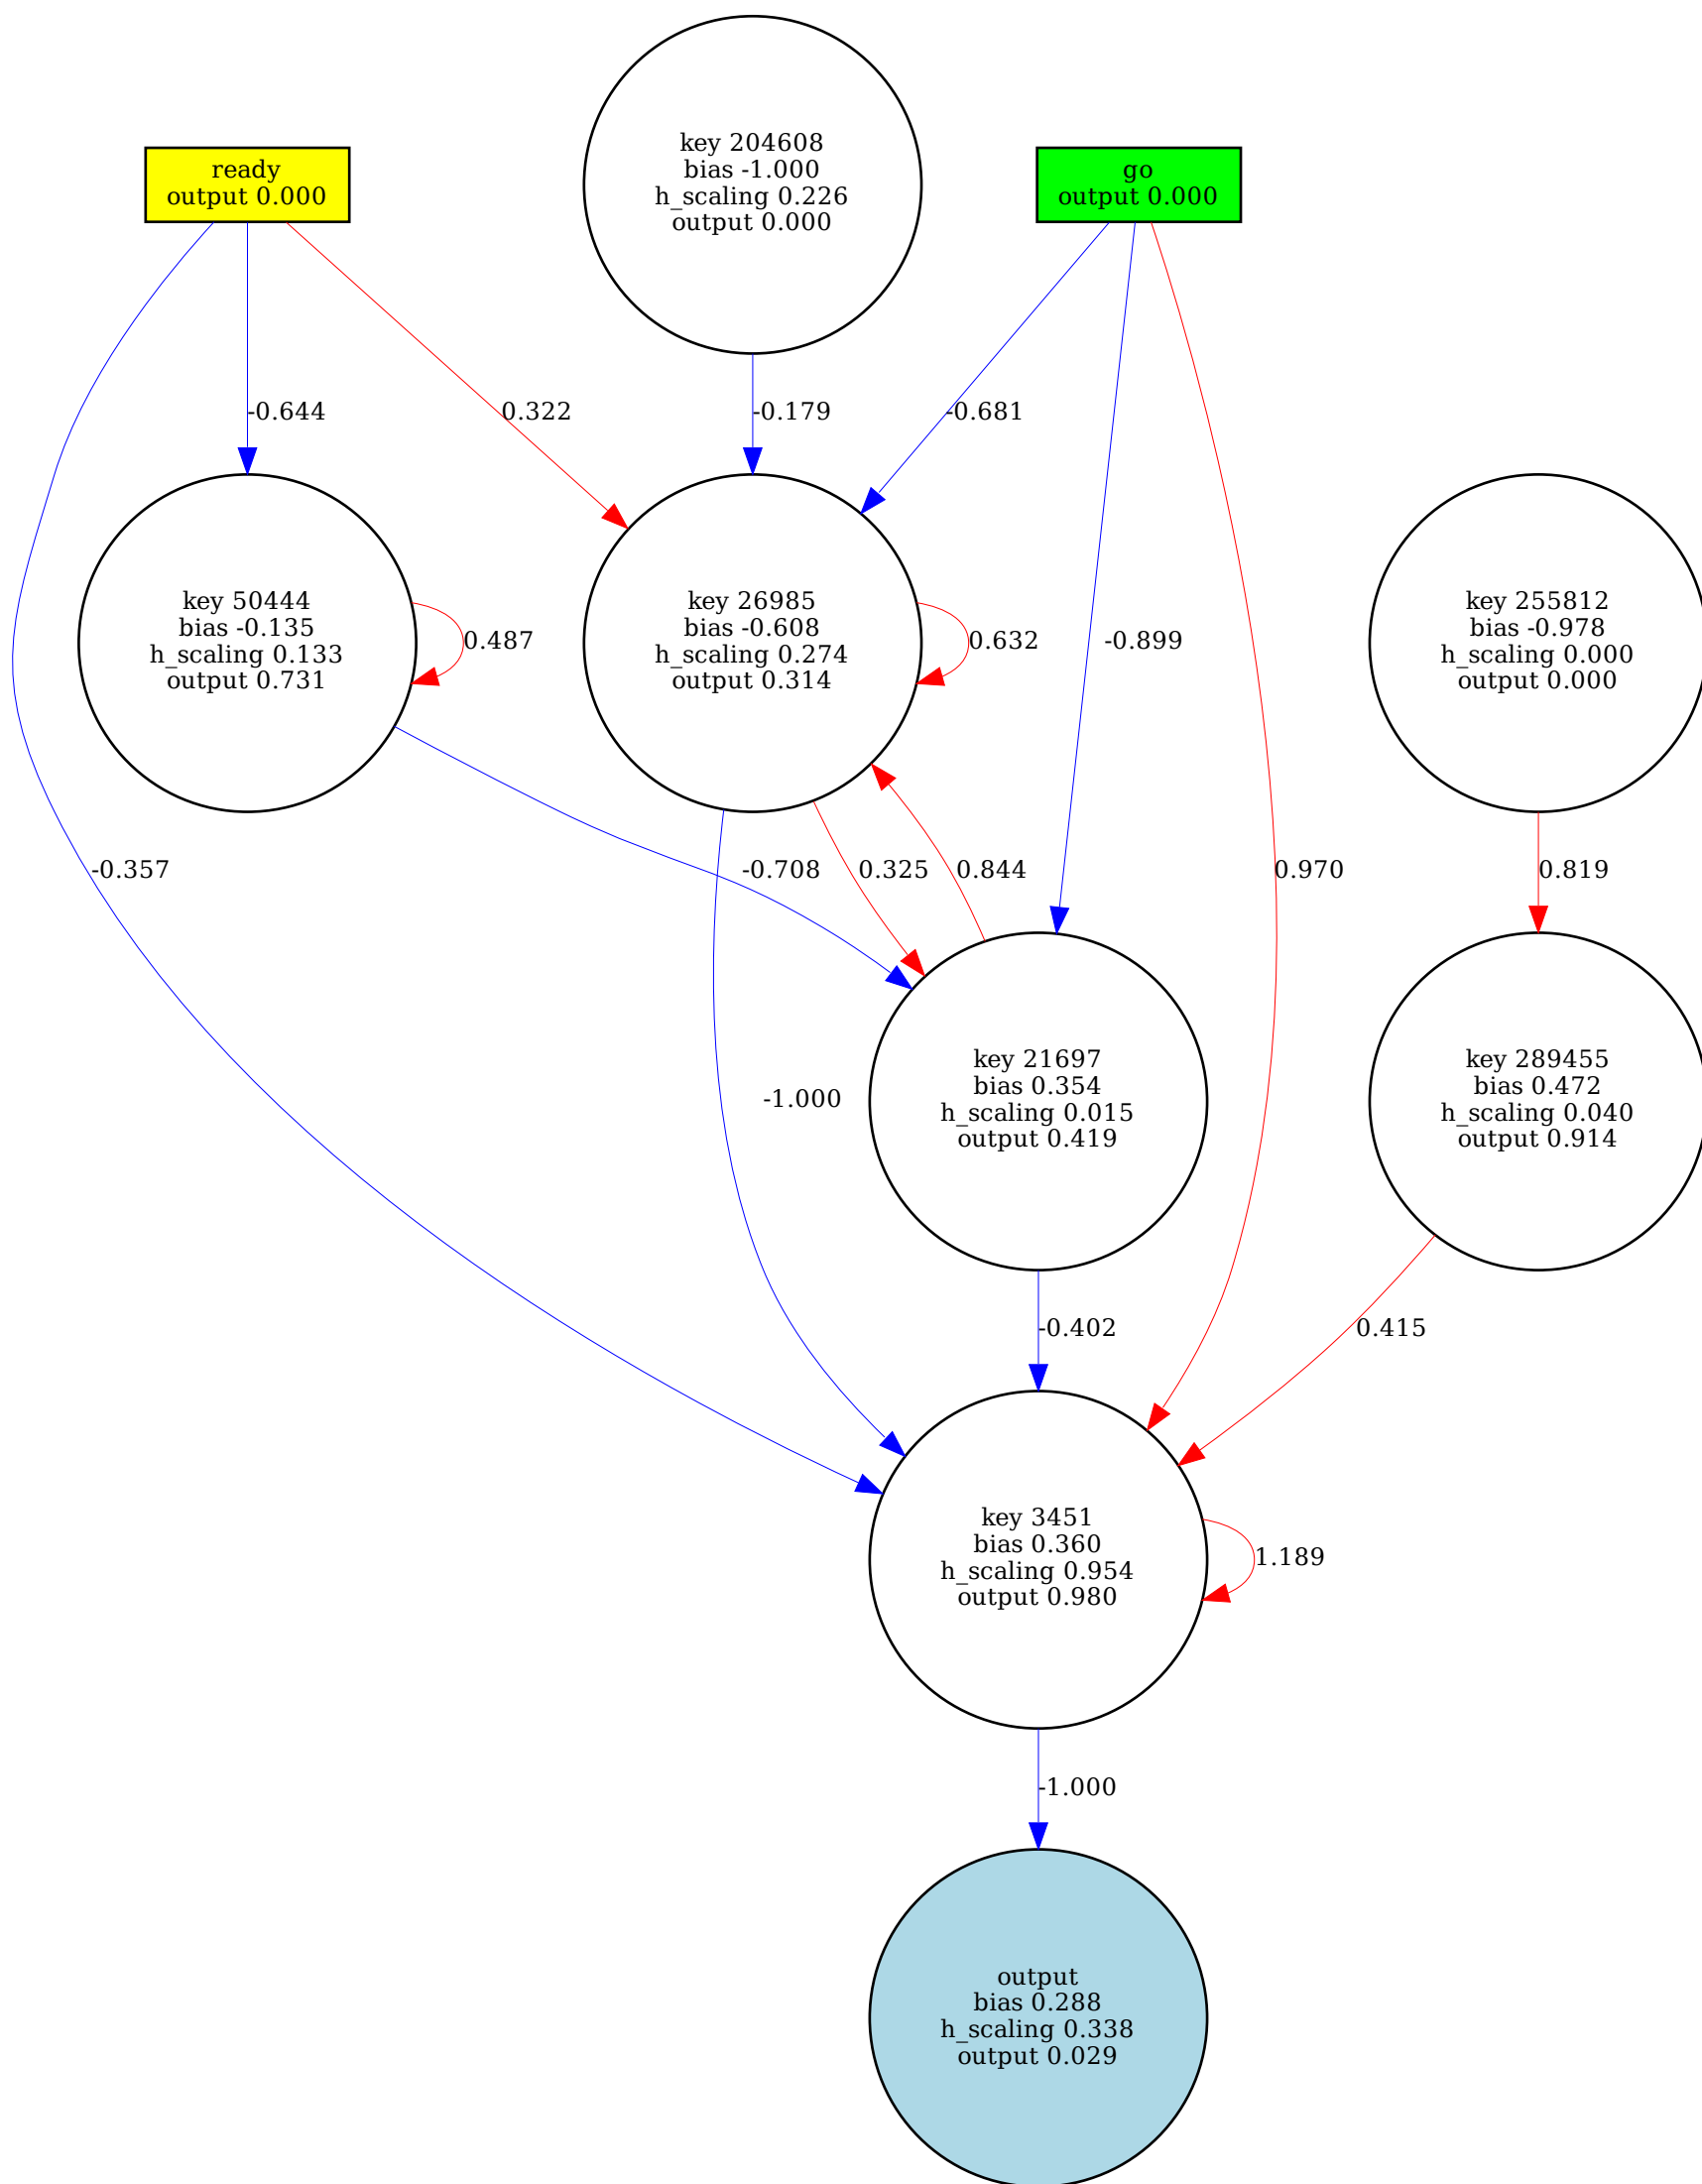 key 204608
bias -1.000
h_scaling 0.226
output 0.000
ready
output 0.000
go
output 0.000
-0.644
0.322
-0.179
-0.681
key 50444
bias -0.135
h_scaling 0.133
output 0.731
0.487
key 26985
bias -0.608
h_scaling 0.274
output 0.314
0.632
-0.899
key 255812
bias -0.978
h_scaling 0.000
output 0.000
-0.357
-0.708
0.325
0.844
0.970
0.819
-1.000
key 21697
bias 0.354
h_scaling 0.015
output 0.419
key 289455
bias 0.472
h_scaling 0.040
output 0.914
-0.402
0.415
key 3451
bias 0.360
h_scaling 0.954
output 0.980
1.189
-1.000
output
bias 0.288
h_scaling 0.338
output 0.029